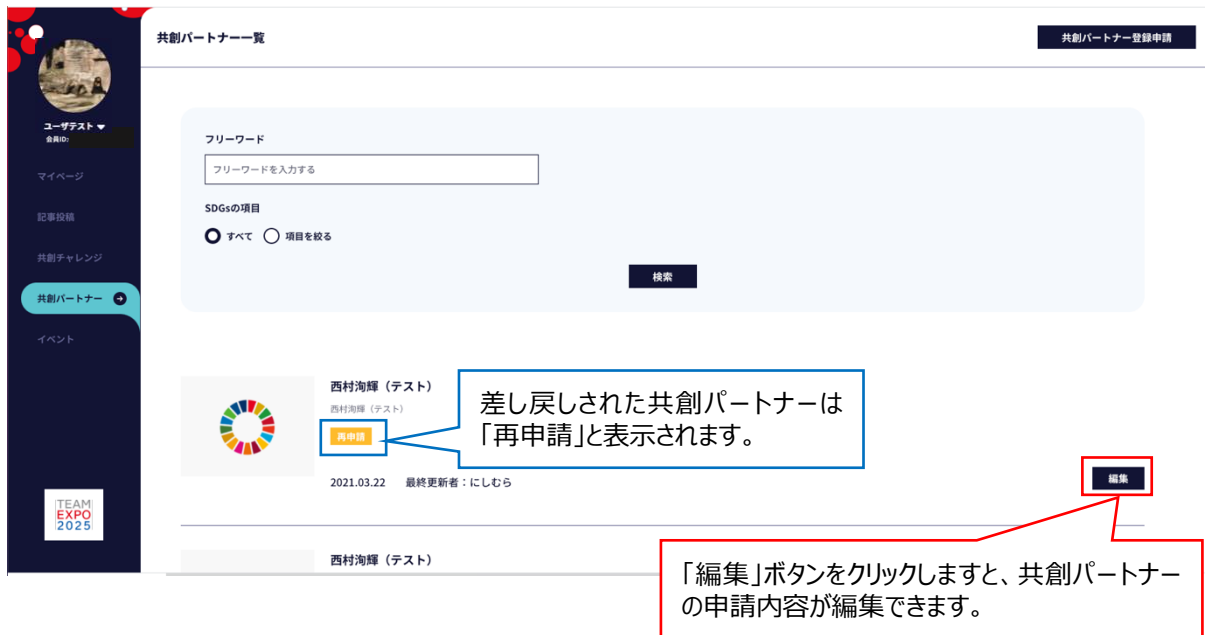 共創パートナー一覧
共創パートナー登録申請
ユーザテスト
会員ID:
マイページ
記事投稿
共創チャレンジ
共創パートナー
イベント
TEAM
EXPO
2025
フリーワード
フリーワードを入力する
SDGsの項目
すべて 項目を絞る
検索
西村洵輝（テスト）
西村洵輝（テスト）
再申請
2021.03.22 最終更新者：にしむら
差し戻しされた共創パートナーは
「再申請」と表示されます。
編集
西村洵輝（テスト）
「編集」ボタンをクリックしますと、共創パートナー
の申請内容が編集できます。